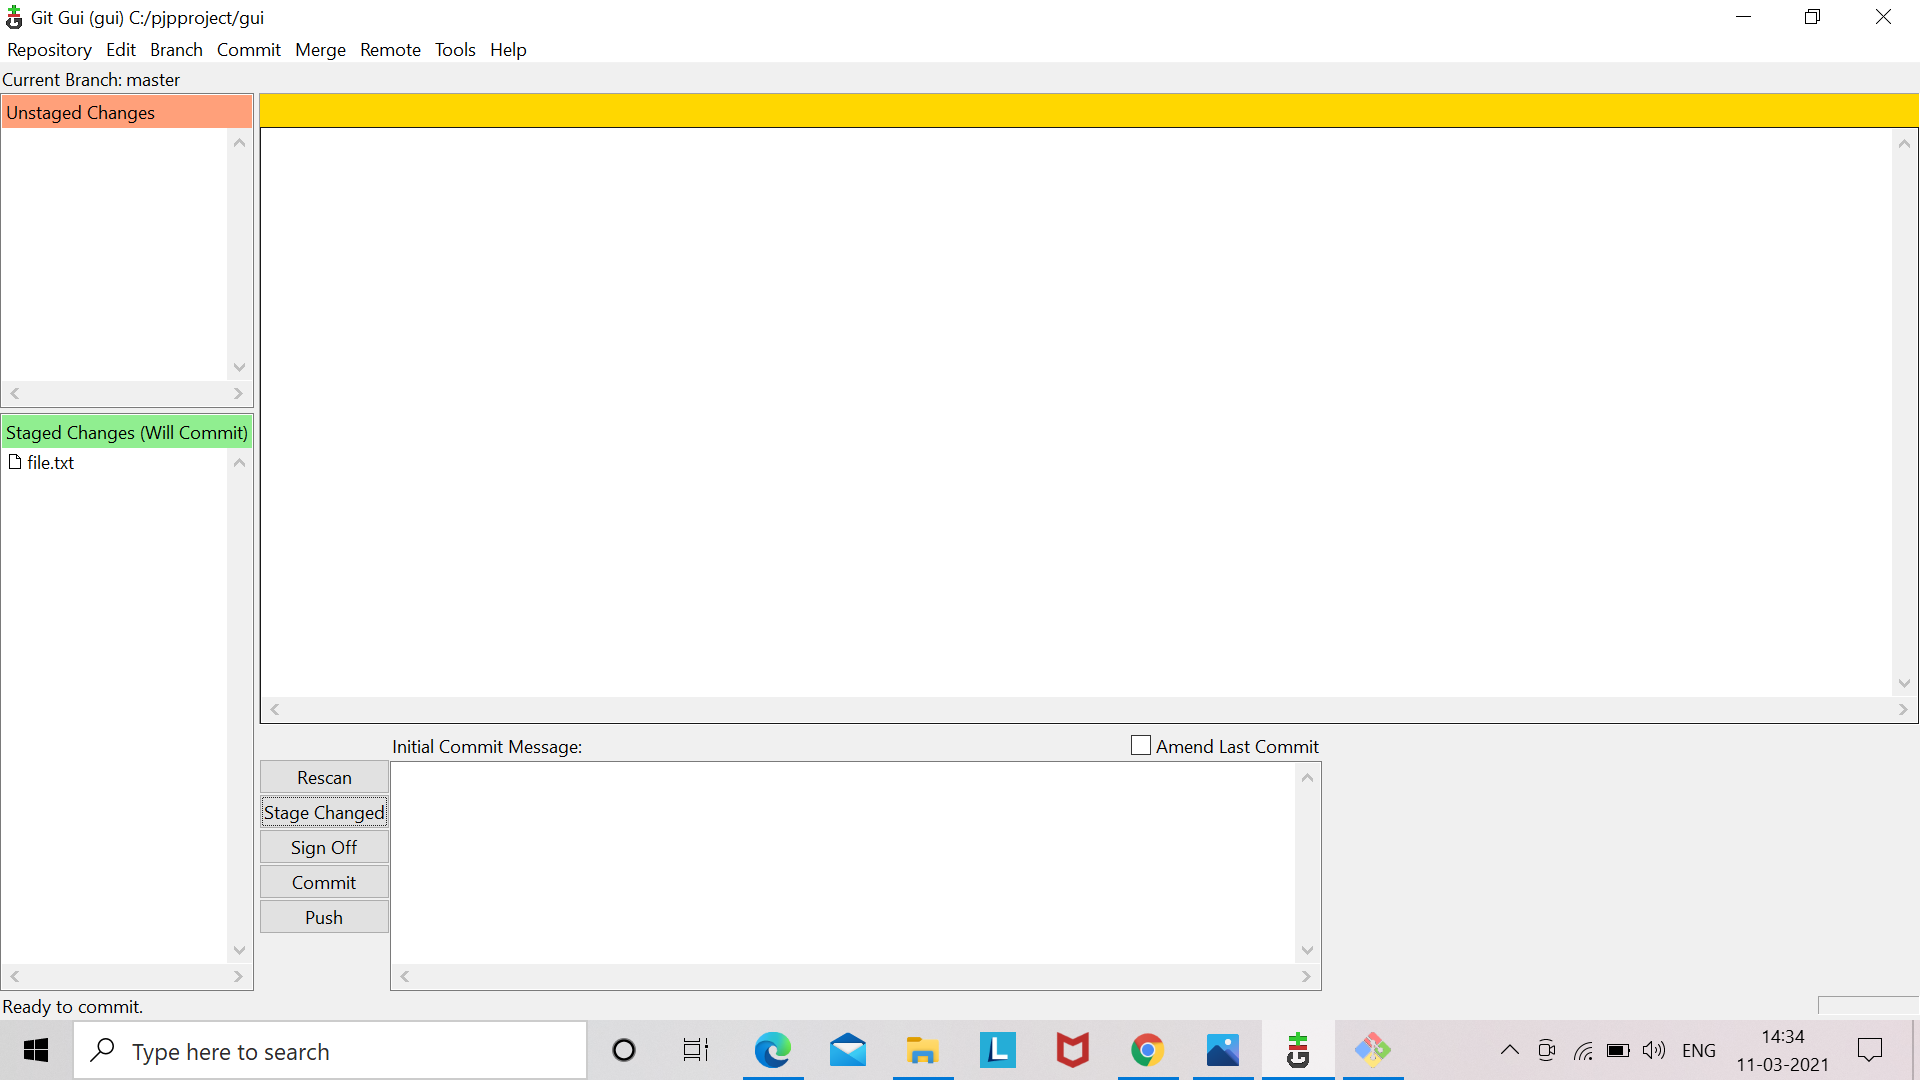 Git Gui (gui) C:/pjpproject/gui
Repository Edit Branch Commit Merge Remote Tools Help
Current Branch: master
Unstaged Changes
Staged Changes (Will Commit)
file.txt
Initial Commit Message:
Amend Last Commit
Rescan
Stage Changed
Sign Off
Commit
Push
Ready to commit.
Type here to search
L
ENG
14:34
11-03-2021